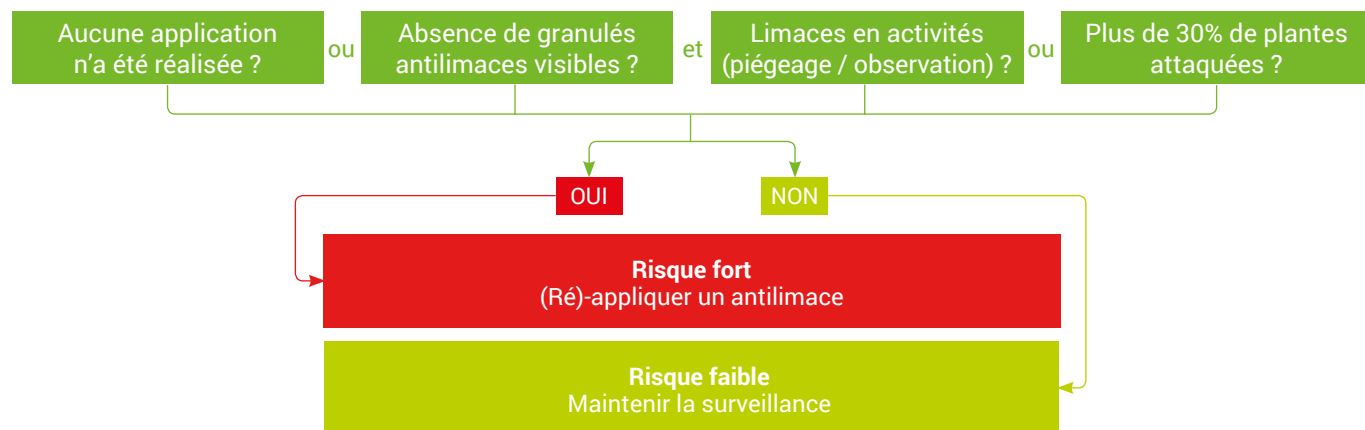 Aucune application
n'a été réalisée ?
ou
Absence de granulés
antilimaces visibles ?
et
Limaces en activités
(piégeage / observation) ?
ou
Plus de 30% de plantes
attaquées ?
OUI
NON
Risque fort
(Ré)-appliquer un antilimace
Risque faible
Maintenir la surveillance